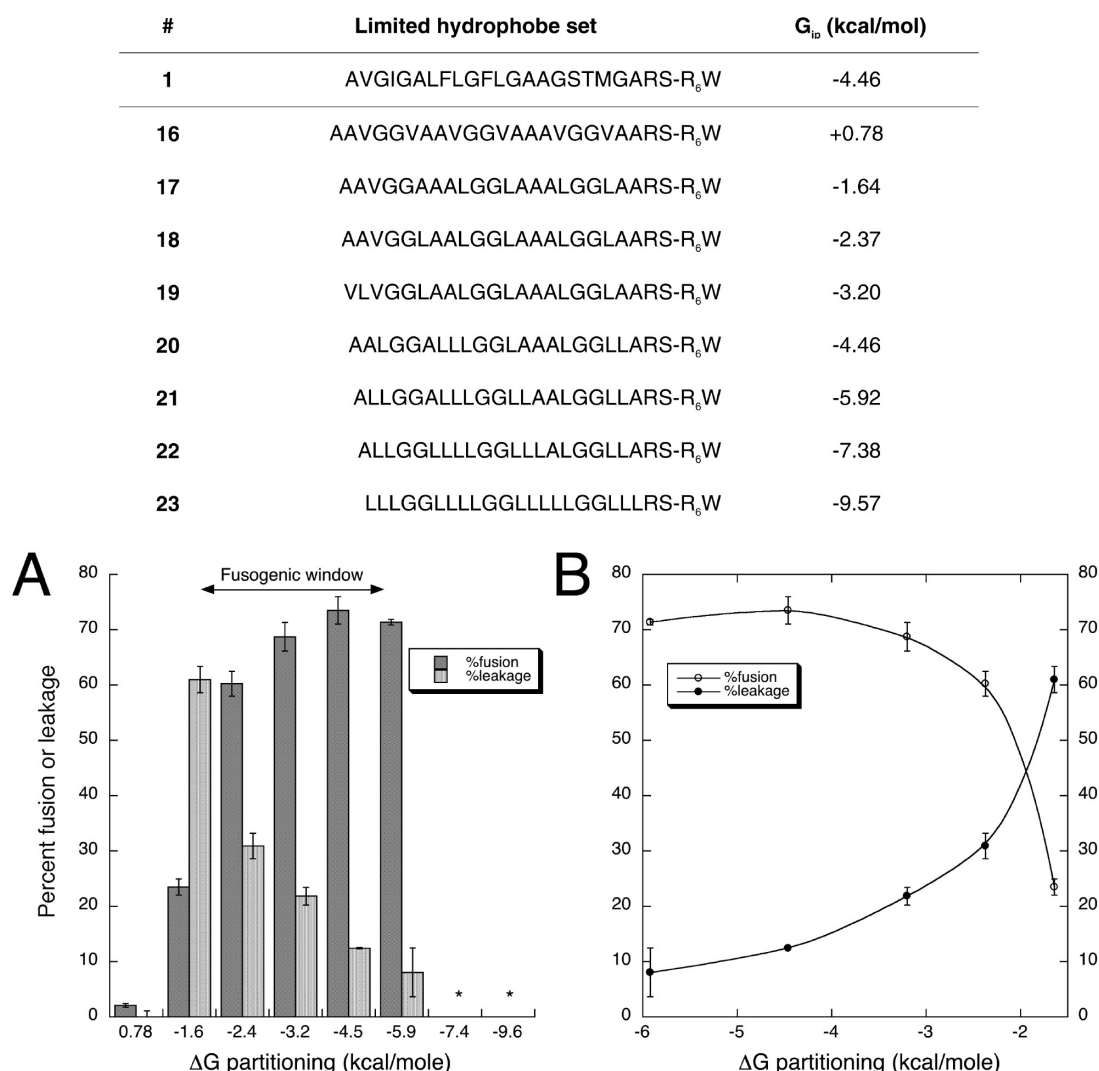 # Limited hydrophobe set G_ip (kcal/mol)
1 AVGIGALFLGFLGAAGSTMGARS-R6W -4.46
16 AAVGGVAAVGGVAAAVGGVAARS-R6W +0.78
17 AAVGGAAALGGLAAALGGLAARS-R6W -1.64
18 AAVGGLAALGGLAAALGGLAARS-R6W -2.37
19 VLVGGLAALGGLAAALGGLAARS-R6W -3.20
20 AALGGALLLGGLAAALGGLLARS-R6W -4.46
21 ALLGGALLLGGLLAALGGLLARS-R6W -5.92
22 ALLGGLLLLGGLLLALGGLLARS-R6W -7.38
23 LLLGGLLLLGGLLLLLGGLLLRS-R6W -9.57
A
80
70
60
50
40
30
20
10
0
Percent fusion or leakage
Fusogenic window
%fusion
%leakage
* *
0.78 -1.6 -2.4 -3.2 -4.5 -5.9 -7.4 -9.6
ΔG partitioning (kcal/mole)
B
80 80
70 70
60 60
50 50
40 40
30 30
20 20
10 10
0 0
%fusion
%leakage
-6 -5 -4 -3 -2
ΔG partitioning (kcal/mole)